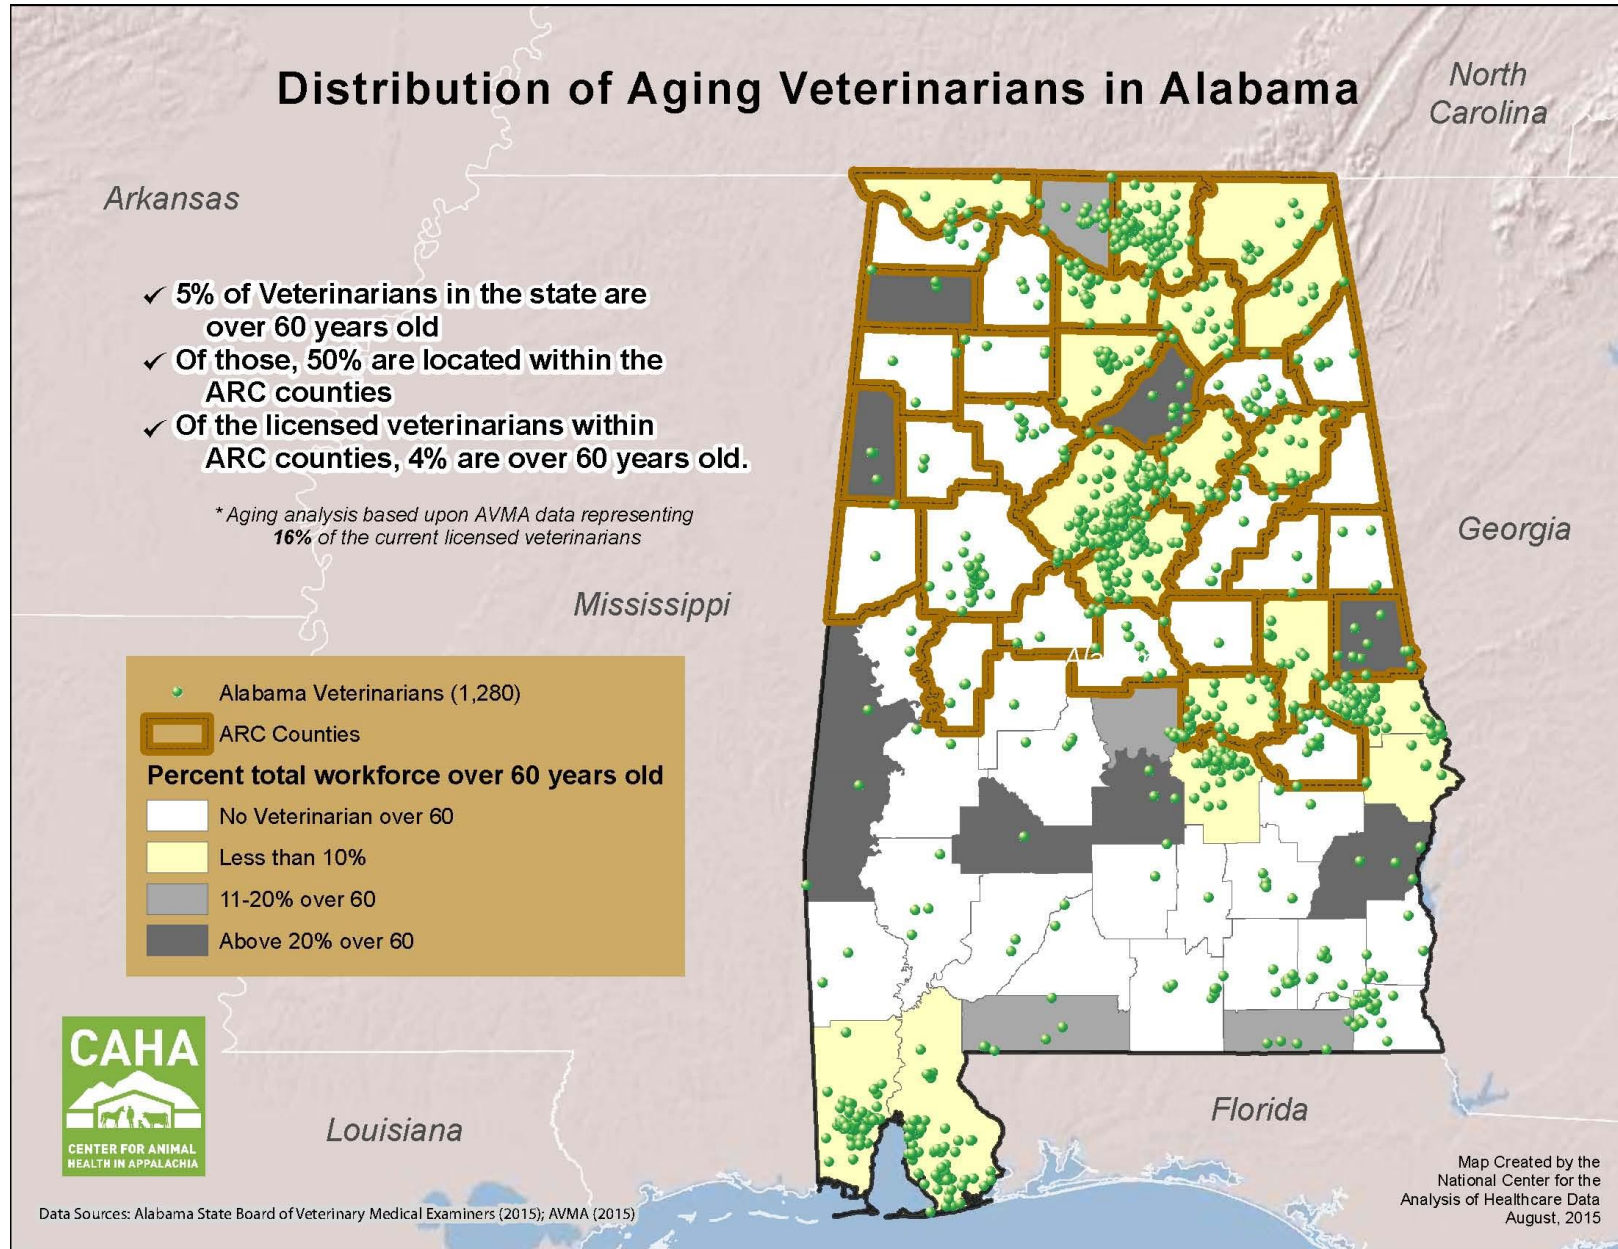 Distribution of Aging Veterinarians in Alabama
North
Carolina
Arkansas
✓ 5% of Veterinarians in the state are
over 60 years old
✓ Of those, 50% are located within the
ARC counties
✓ Of the licensed veterinarians within
ARC counties, 4% are over 60 years old.
* Aging analysis based upon AVMA data representing
16% of the current licensed veterinarians
Georgia
Mississippi
Alabama Veterinarians (1,280)
ARC Counties
Percent total workforce over 60 years old
No Veterinarian over 60
Less than 10%
11-20% over 60
Above 20% over 60
CAHA
CENTER FOR ANIMAL
HEALTH IN APPALACHIA
Louisiana
Florida
Map Created by the
National Center for the
Analysis of Healthcare Data
August, 2015
Data Sources: Alabama State Board of Veterinary Medical Examiners (2015); AVMA (2015)